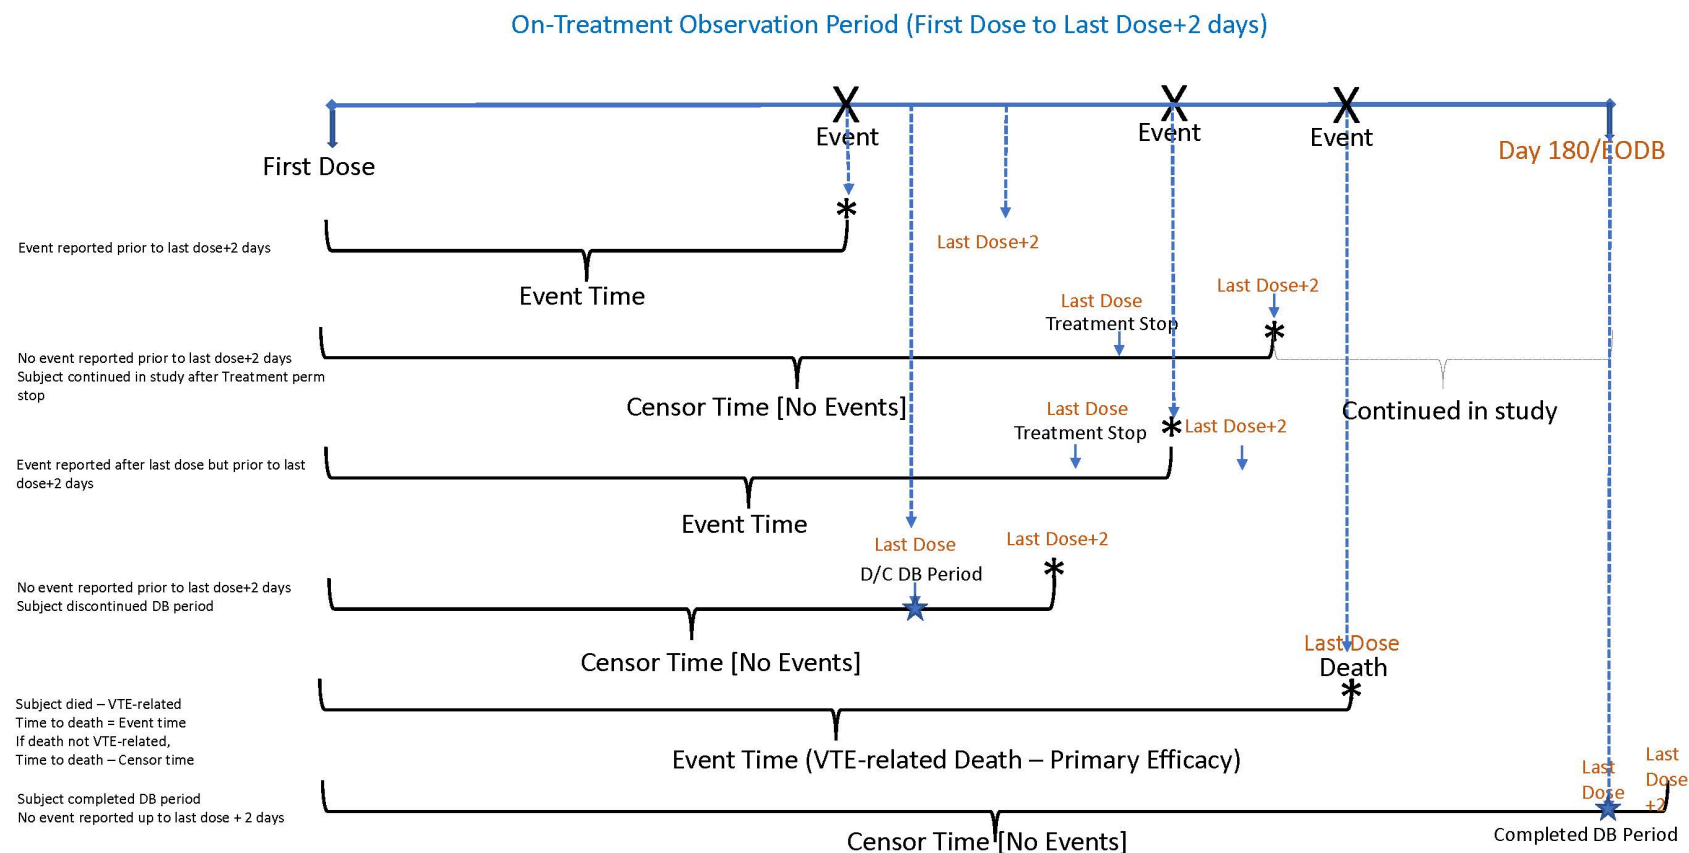 On-Treatment Observation Period (First Dose to Last Dose+2 days)
X
X
X
Event
Event
Event
First Dose
Day 180/EODB
*
Event reported prior to last dose+2 days
Last Dose+2
Event Time
Last Dose
Treatment Stop
Last Dose+2
*
No event reported prior to last dose+2 days
Subject continued in study after Treatment perm
stop
Censor Time [No Events]
Continued in study
Last Dose
Treatment Stop
*
Last Dose+2
Event reported after last dose but prior to last
dose+2 days
Event Time
Last Dose
D/C DB Period
Last Dose+2
*
No event reported prior to last dose+2 days
Subject discontinued DB period
Censor Time [No Events]
Last Dose
Death
*
Subject died – VTE-related
Time to death = Event time
If death not VTE-related,
Time to death – Censor time
Event Time (VTE-related Death – Primary Efficacy)
Last
Dose
Last
Dose
+2
Subject completed DB period
No event reported up to last dose + 2 days
Censor Time [No Events]
Completed DB Period